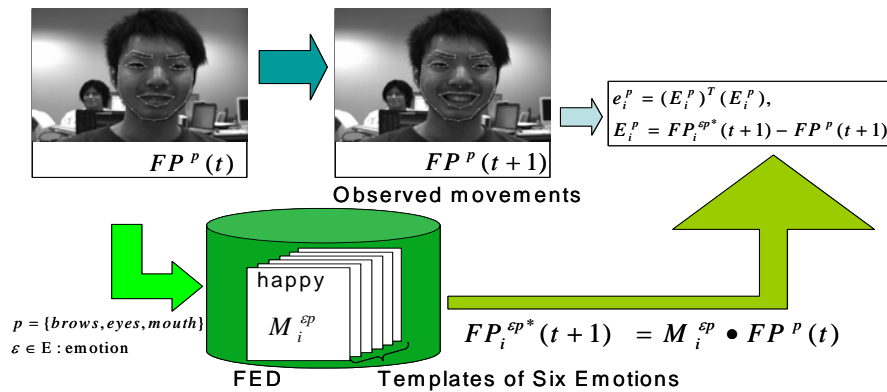 FP^p(t)
FP^p(t+1)
Observed movements
e_i^p = (E_i^p)^T (E_i^p),
E_i^p = FP_i^{εp*}(t+1) − FP^p(t+1)
happy
M_i^{εp}
p = {brows, eyes, mouth}
ε ∈ E : emotion
FP_i^{εp*}(t+1) = M_i^{εp} • FP^p(t)
FED
Templates of Six Emotions